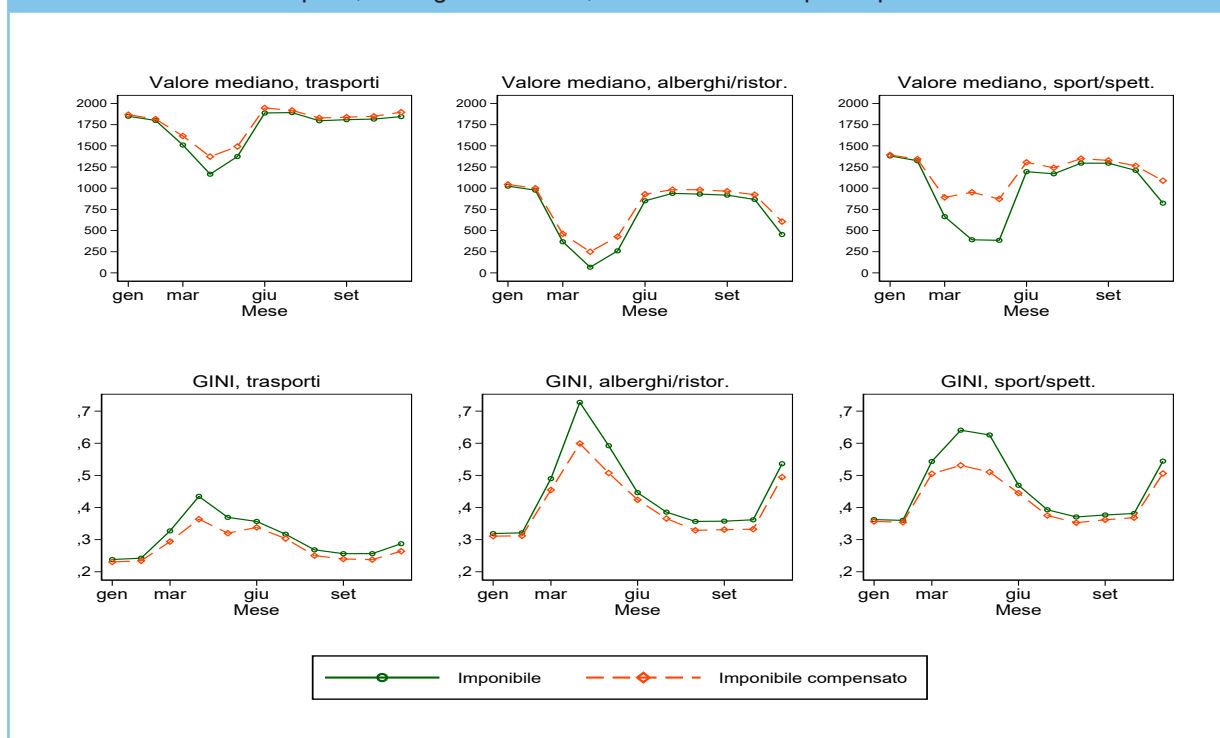 Valore mediano, trasporti
2000
1750
1500
1250
1000
750
500
250
0
gen mar giu set
Mese
Valore mediano, alberghi/ristor.
2000
1750
1500
1250
1000
750
500
250
0
gen mar giu set
Mese
Valore mediano, sport/spett.
2000
1750
1500
1250
1000
750
500
250
0
gen mar giu set
Mese
GINI, trasporti
,7
,6
,5
,4
,3
,2
gen mar giu set
Mese
GINI, alberghi/ristor.
,7
,6
,5
,4
,3
,2
gen mar giu set
Mese
GINI, sport/spett.
,7
,6
,5
,4
,3
,2
gen mar giu set
Mese
Imponibile
Imponibile compensato